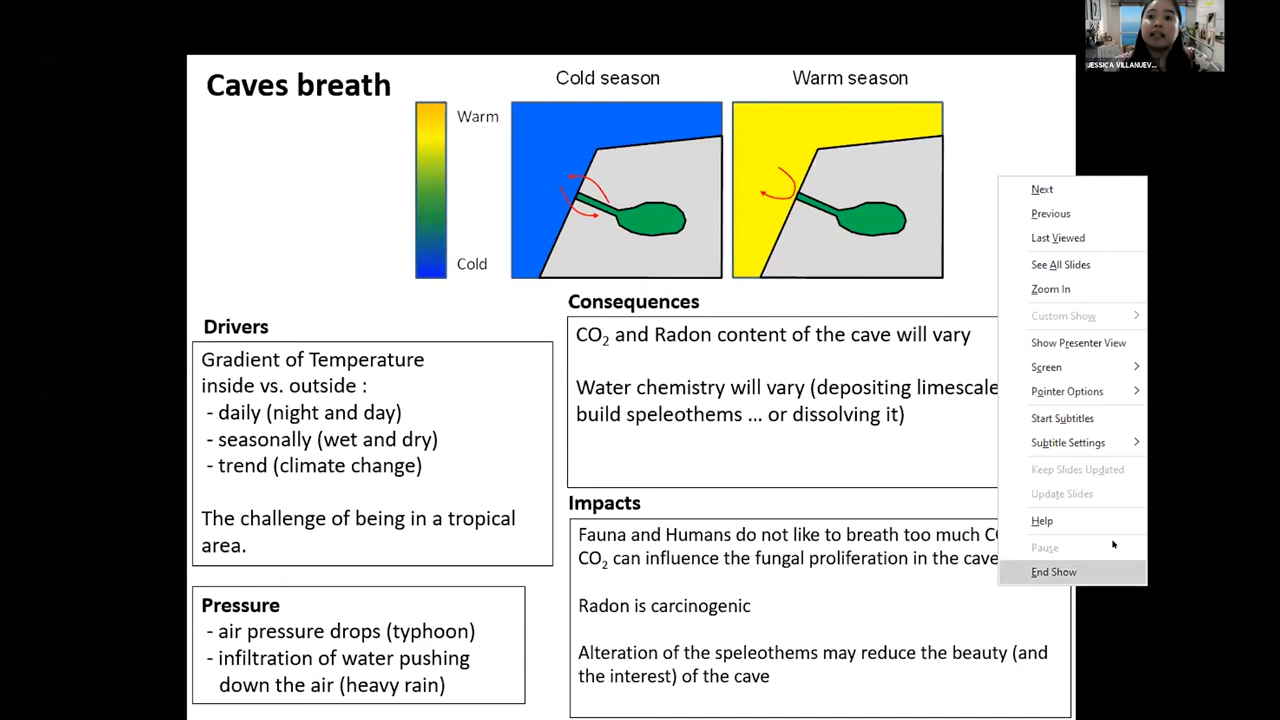 JESSICA VILLANUEV...
Caves breath
Cold season
Warm season
Warm
Cold
Drivers
Gradient of Temperature
inside vs. outside :
- daily (night and day)
- seasonally (wet and dry)
- trend (climate change)
The challenge of being in a tropical
area.
Pressure
- air pressure drops (typhoon)
- infiltration of water pushing
down the air (heavy rain)
Consequences
CO2 and Radon content of the cave will vary
Water chemistry will vary (depositing limescale
build speleothems ... or dissolving it)
Impacts
Fauna and Humans do not like to breath too much
CO2 can influence the fungal proliferation in the cave
Radon is carcinogenic
Alteration of the speleothems may reduce the beauty (and
the interest) of the cave
Next
Previous
Last Viewed
See All Slides
Zoom In
Custom Show
Show Presenter View
Screen
Pointer Options
Start Subtitles
Subtitle Settings
Keep Slides Updated
Update Slides
Help
Pause
End Show